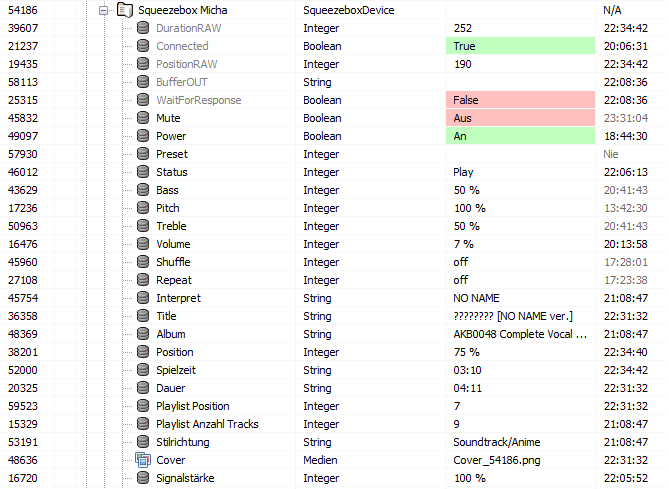 54186 Squeezebox Micha SqueezeboxDevice N/A
39607 DurationRAW Integer 252 22:34:42
21237 Connected Boolean True 20:06:31
19435 PositionRAW Integer 190 22:34:42
58113 BufferOUT String 22:08:36
25315 WaitForResponse Boolean False 22:08:36
45832 Mute Boolean Aus 23:31:04
49097 Power Boolean An 18:44:30
57930 Preset Integer Nie
46012 Status Integer Play 22:06:13
43629 Bass Integer 50 % 20:41:43
17236 Pitch Integer 100 % 13:42:30
50963 Treble Integer 50 % 20:41:43
16476 Volume Integer 7 % 20:13:58
45960 Shuffle Integer off 17:28:01
27108 Repeat Integer off 17:23:38
45754 Interpret String NO NAME 21:08:47
36358 Title String ???????? [NO NAME ver.] 22:31:32
48369 Album String AKB0048 Complete Vocal ... 21:08:47
38201 Position Integer 75 % 22:34:40
52000 Spielzeit String 03:10 22:34:42
20325 Dauer String 04:11 22:31:32
59523 Playlist Position Integer 7 22:31:32
15329 Playlist Anzahl Tracks Integer 9 21:08:47
53191 Stilrichtung String Soundtrack/Anime 21:08:47
48636 Cover Medien Cover_54186.png 22:31:32
16720 Signalstärke Integer 100 % 22:05:52